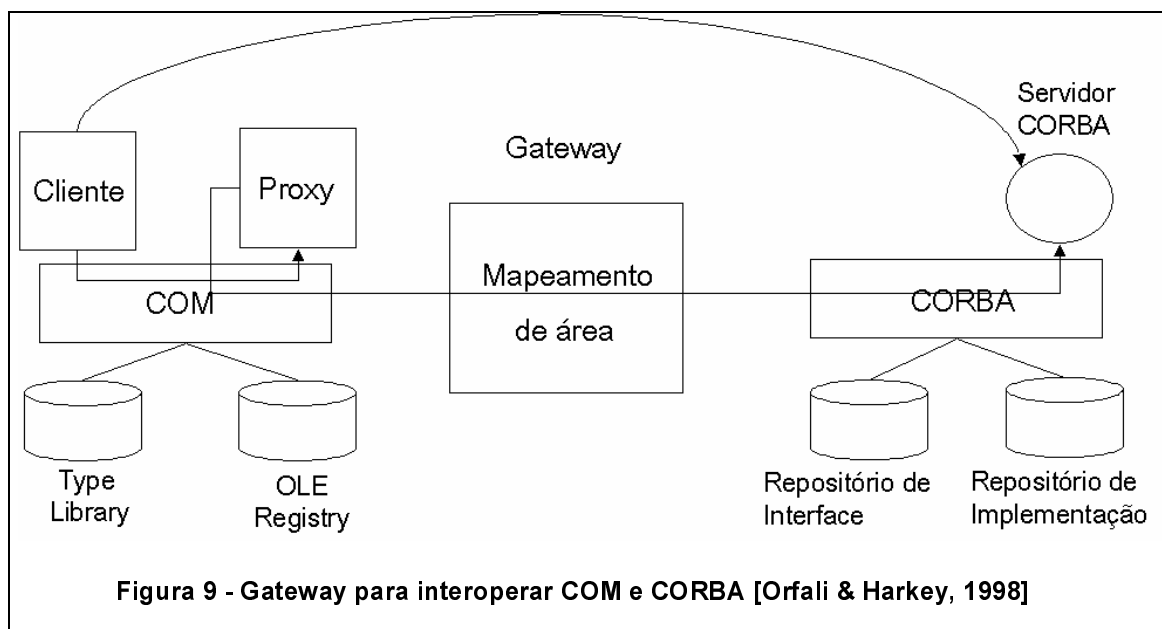 Servidor
CORBA
Gateway
Cliente
Proxy
Mapeamento
de área
COM
CORBA
Type
Library
OLE
Registry
Repositório de
Interface
Repositório de
Implementação
Figura 9 - Gateway para interoperar COM e CORBA [Orfali & Harkey, 1998]